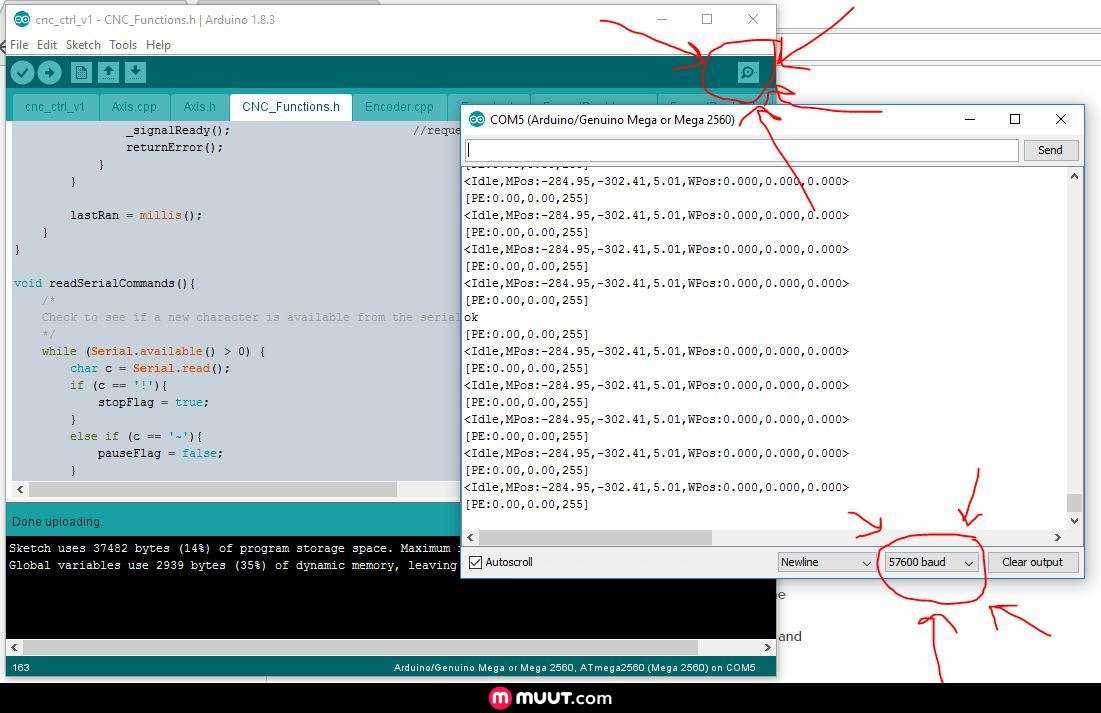 cnc_ctrl_v1 - CNC_Functions.h | Arduino 1.8.3
File Edit Sketch Tools Help
cnc_ctrl_v1 Axis.cpp Axis.h CNC_Functions.h Encoder.cpp
_signalReady(); //reque
returnError();
}
}
lastRan = millis();
}
}
void readSerialCommands(){
/*
Check to see if a new character is available from the serial
*/
while (Serial.available() > 0) {
char c = Serial.read();
if (c == '!'){
stopFlag = true;
}
else if (c == '~'){
pauseFlag = false;
}
Done uploading.
Sketch uses 37482 bytes (14%) of program storage space. Maximum
Global variables use 2939 bytes (35%) of dynamic memory, leaving
163 Arduino/Genuino Mega or Mega 2560, ATmega2560 (Mega 2560) on COM5
COM5 (Arduino/Genuino Mega or Mega 2560)
Send
<Idle,MPos:-284.95,-302.41,5.01,WPos:0.000,0.000,0.000>
[PE:0.00,0.00,255]
<Idle,MPos:-284.95,-302.41,5.01,WPos:0.000,0.000,0.000>
[PE:0.00,0.00,255]
<Idle,MPos:-284.95,-302.41,5.01,WPos:0.000,0.000,0.000>
[PE:0.00,0.00,255]
<Idle,MPos:-284.95,-302.41,5.01,WPos:0.000,0.000,0.000>
[PE:0.00,0.00,255]
ok
[PE:0.00,0.00,255]
<Idle,MPos:-284.95,-302.41,5.01,WPos:0.000,0.000,0.000>
[PE:0.00,0.00,255]
<Idle,MPos:-284.95,-302.41,5.01,WPos:0.000,0.000,0.000>
[PE:0.00,0.00,255]
<Idle,MPos:-284.95,-302.41,5.01,WPos:0.000,0.000,0.000>
[PE:0.00,0.00,255]
<Idle,MPos:-284.95,-302.41,5.01,WPos:0.000,0.000,0.000>
[PE:0.00,0.00,255]
<Idle,MPos:-284.95,-302.41,5.01,WPos:0.000,0.000,0.000>
[PE:0.00,0.00,255]
Autoscroll Newline 57600 baud Clear output
and
muut.com